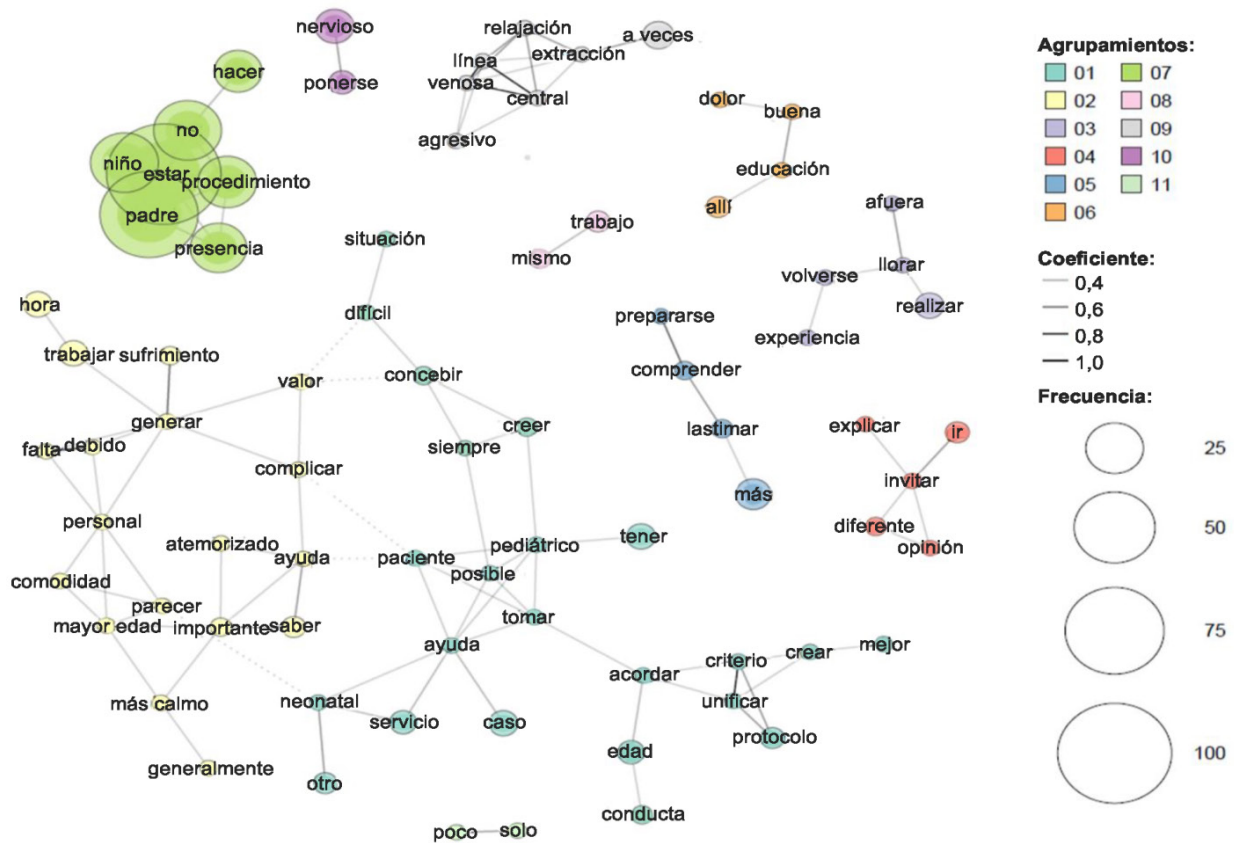 nervioso
ponerse
relajación
a veces
extracción
línea
venosa
central
agresivo
hacer
no
niño
estar
procedimiento
padre
presencia
dolor
buena
educación
allí
trabajo
mismo
afuera
llorar
volverse
realizar
experiencia
situación
difícil
hora
trabajar
sufrimiento
valor
concebir
generar
creer
siempre
falta
debido
complicar
personal
atemorizado
ayuda
paciente
pediátrico
tener
posible
comodidad
parecer
mayor edad
importante
saber
tomar
ayuda
más calmo
generalmente
neonatal
servicio
caso
otro
acordar
criterio
crear
mejor
unificar
protocolo
edad
conducta
poco
solo
prepararse
comprender
lastimar
más
explicar
ir
invitar
diferente
opinión
Agrupamientos:
01 07
02 08
03 09
04 10
05 11
06
Coeficiente:
0,4
0,6
0,8
1,0
Frecuencia:
25
50
75
100